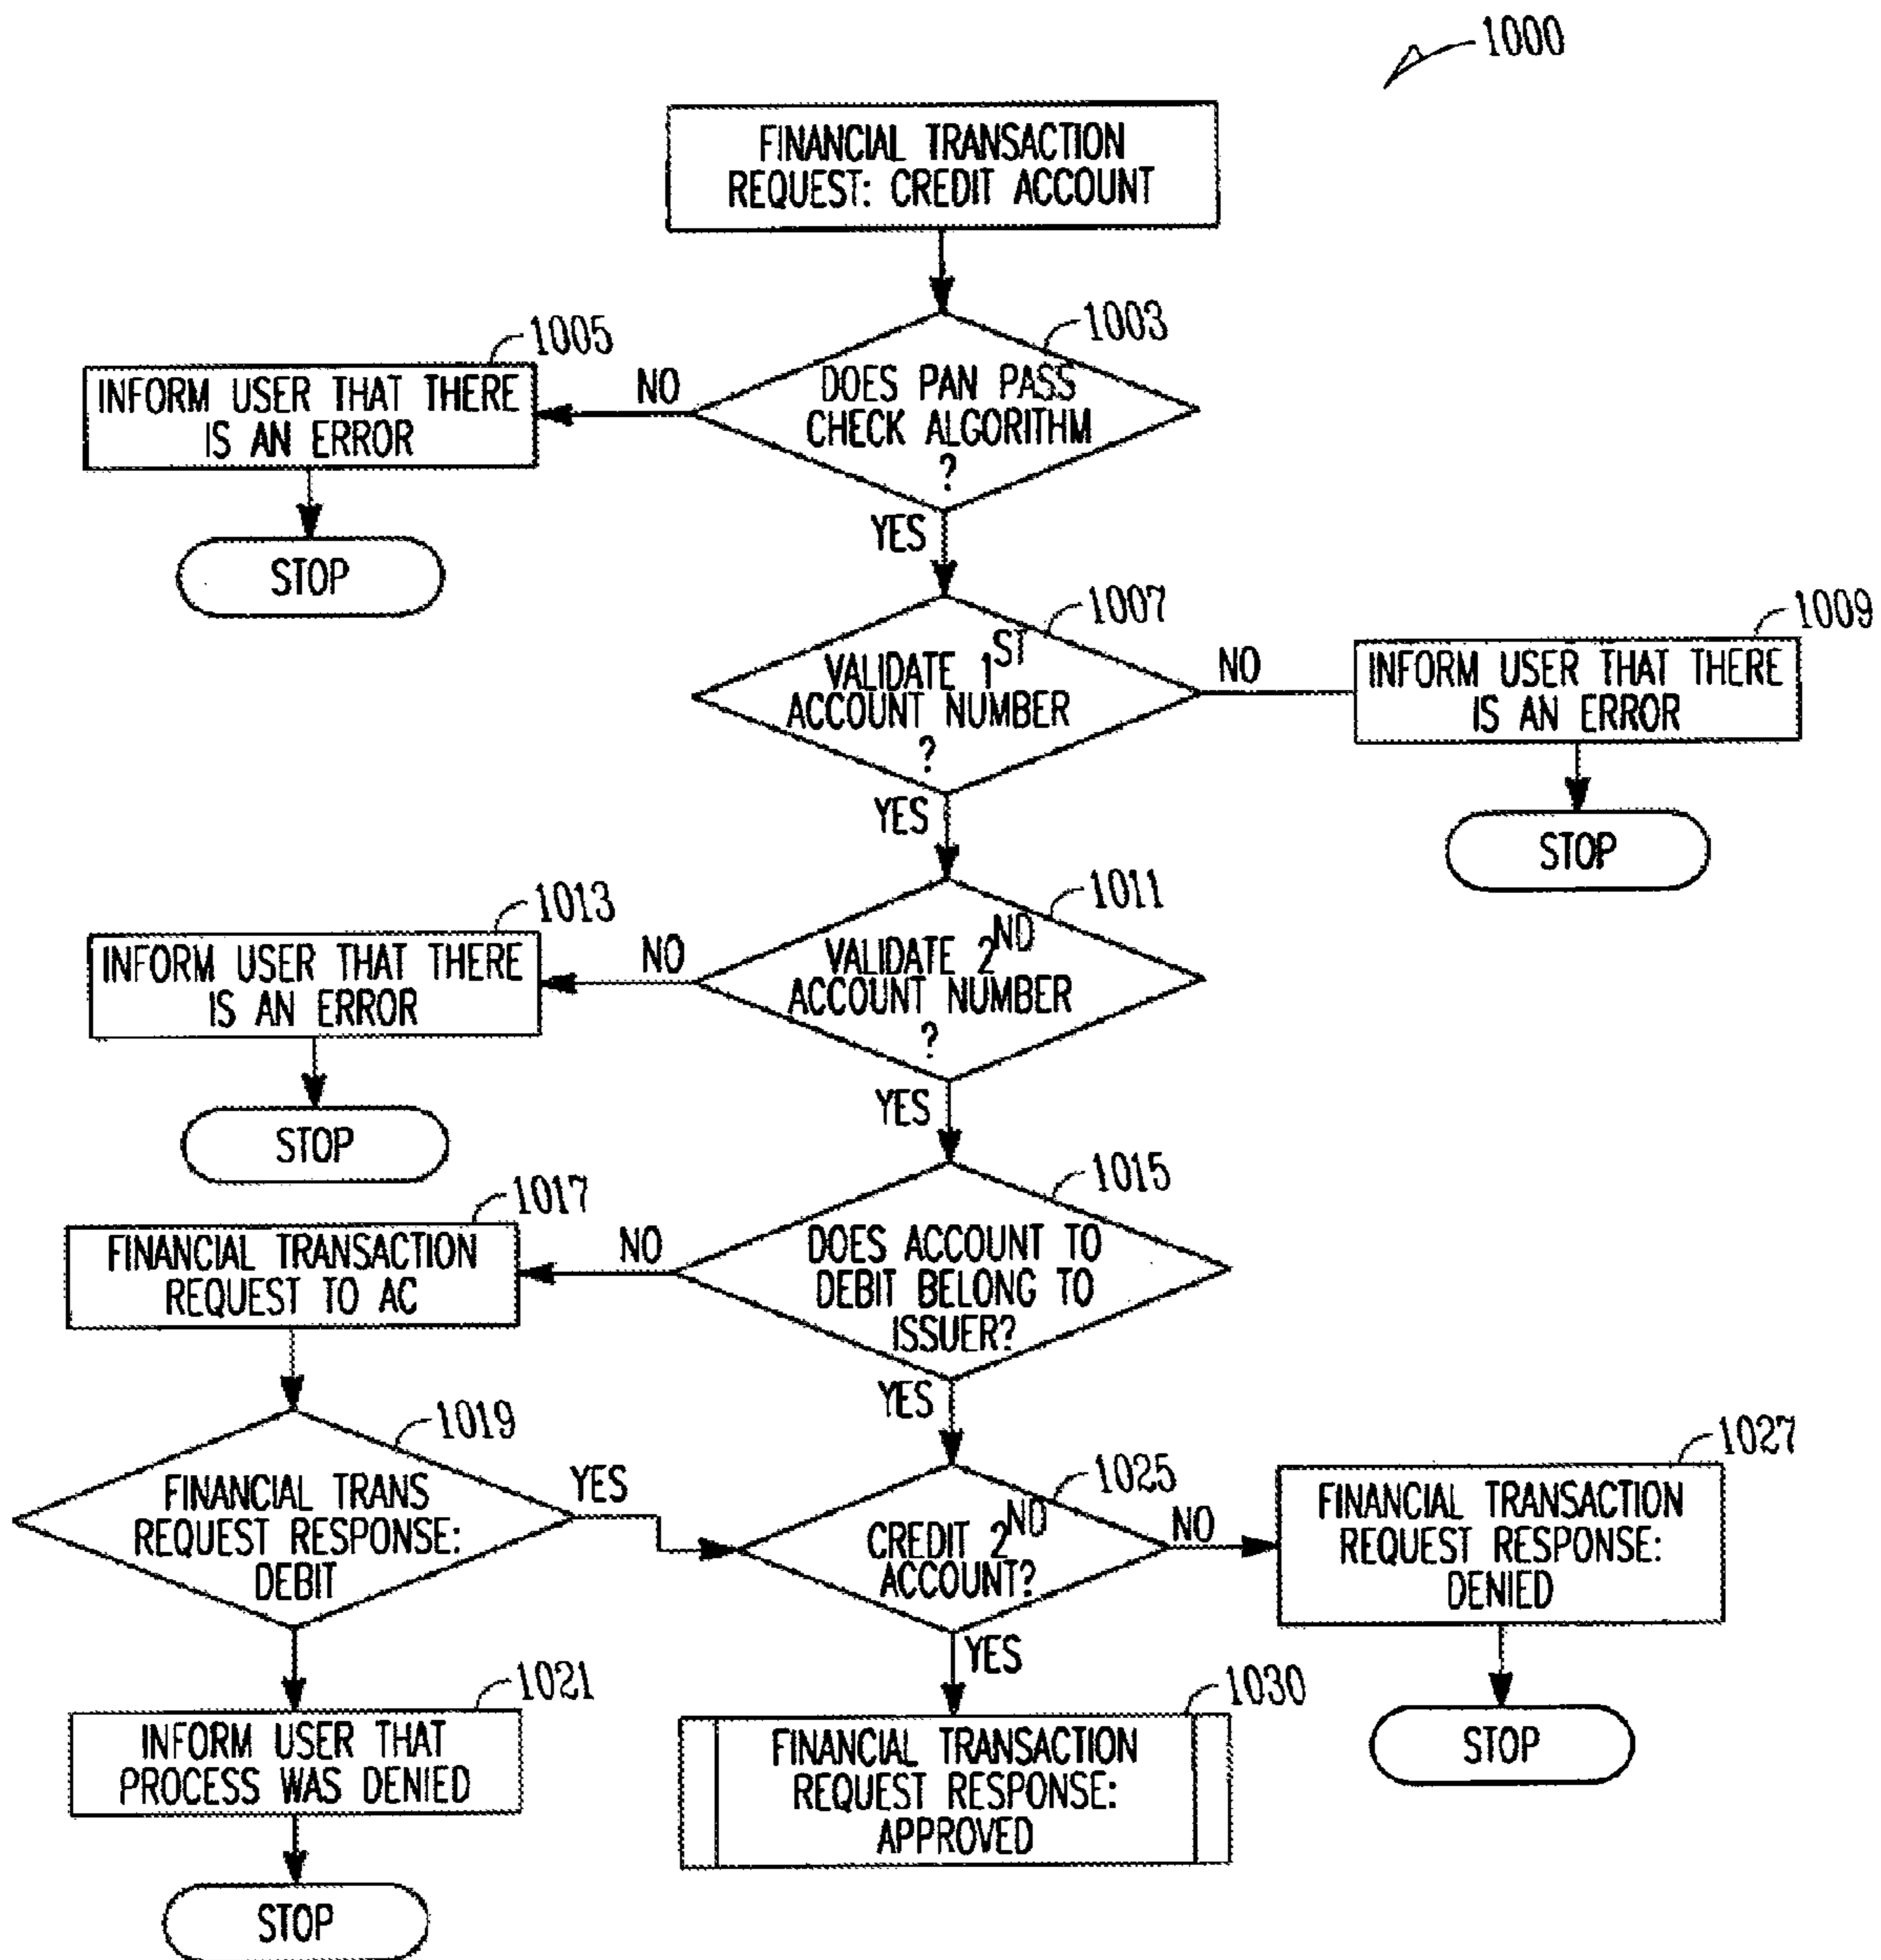 1000
FINANCIAL TRANSACTION
REQUEST: CREDIT ACCOUNT
1003
DOES PAN PASS
CHECK ALGORITHM
?
NO
1005
INFORM USER THAT THERE
IS AN ERROR
STOP
YES
1007
VALIDATE 1ST
ACCOUNT NUMBER
?
NO
1009
INFORM USER THAT THERE
IS AN ERROR
STOP
YES
1011
VALIDATE 2ND
ACCOUNT NUMBER
?
NO
1013
INFORM USER THAT THERE
IS AN ERROR
STOP
YES
1015
DOES ACCOUNT TO
DEBIT BELONG TO
ISSUER?
NO
1017
FINANCIAL TRANSACTION
REQUEST TO AC
YES
1019
FINANCIAL TRANS
REQUEST RESPONSE:
DEBIT
YES
1025
CREDIT 2ND
ACCOUNT?
NO
1027
FINANCIAL TRANSACTION
REQUEST RESPONSE:
DENIED
STOP
1021
INFORM USER THAT
PROCESS WAS DENIED
STOP
YES
1030
FINANCIAL TRANSACTION
REQUEST RESPONSE:
APPROVED